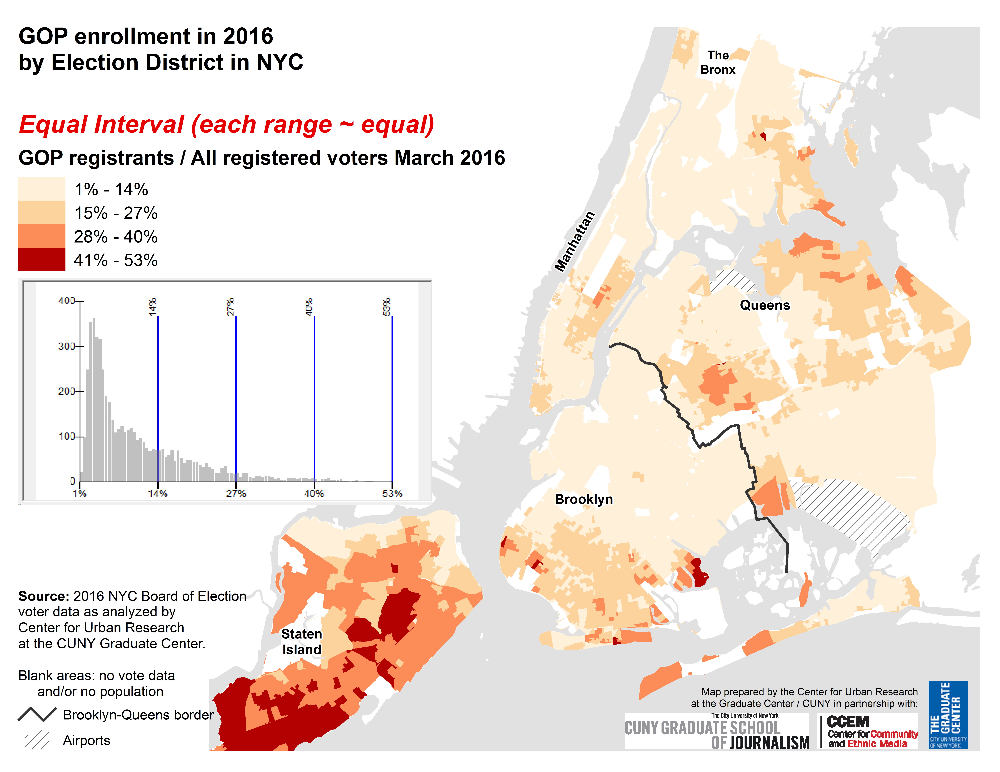 GOP enrollment in 2016
by Election District in NYC
Equal Interval (each range ~ equal)
GOP registrants / All registered voters March 2016
1% - 14%
15% - 27%
28% - 40%
41% - 53%
400
300
200
100
0
14%
27%
40%
53%
1%
14%
27%
40%
53%
The
Bronx
Manhattan
Queens
Brooklyn
Staten
Island
Source: 2016 NYC Board of Election
voter data as analyzed by
Center for Urban Research
at the CUNY Graduate Center.
Blank areas: no vote data
and/or no population
Brooklyn-Queens border
Airports
Map prepared by the Center for Urban Research
at the Graduate Center / CUNY in partnership with:
The City University of New York
CUNY GRADUATE SCHOOL
OF JOURNALISM
CCEM
Center for Community
and Ethnic Media
THE
GRADUATE
CENTER
CITY UNIVERSITY
OF NEW YORK